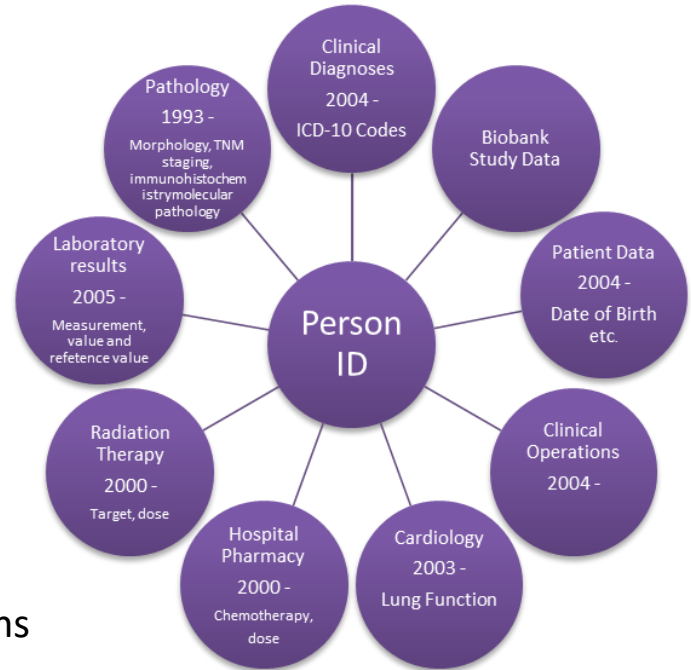 Clinical
Diagnoses
2004 -
ICD-10 Codes
Biobank
Study Data
Patient Data
2004 -
Date of Birth
etc.
Clinical
Operations
2004 -
Cardiology
2003 -
Lung Function
Hospital
Pharmacy
2000 -
Chemotherapy,
dose
Radiation
Therapy
2000 -
Target, dose
Laboratory
results
2005 -
Measurement,
value and
refetence value
Pathology
1993 -
Morphology, TNM
staging,
immunohistochem
istrymolecular
pathology
Person
ID